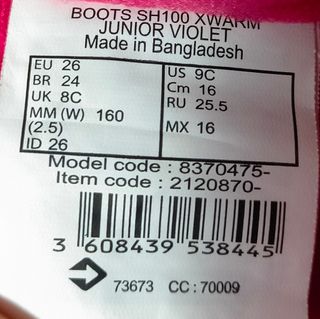 BOOTS SH100 XWARM
JUNIOR VIOLET
Made in Bangladesh
EU 26
BR 24
UK 8C
MM (W) 160
(2.5)
ID 26
US 9C
Cm 16
RU 25.5
MX 16
Model code : 8370475-
Item code : 2120870-
3 608439 538445
73673 CC : 70009